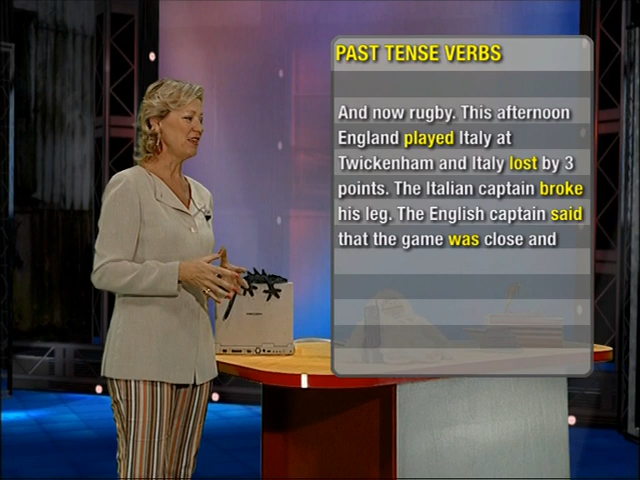 PAST TENSE VERBS
And now rugby. This afternoon
England played Italy at
Twickenham and Italy lost by 3
points. The Italian captain broke
his leg. The English captain said
that the game was close and